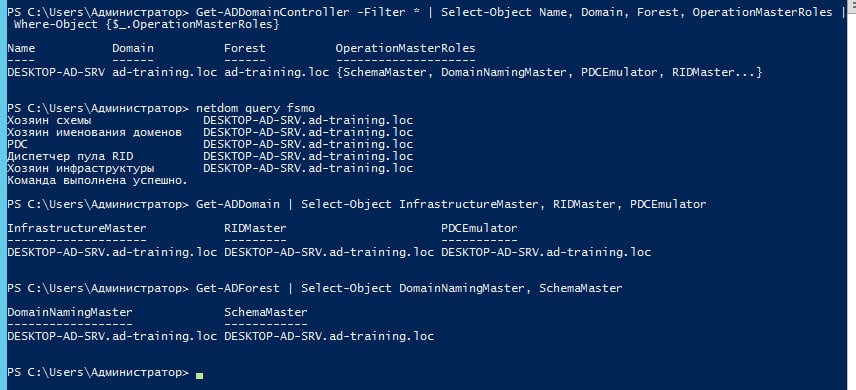 PS C:\Users\Администратор> Get-ADDomainController -Filter * | Select-Object Name, Domain, Forest, OperationMasterRoles |
Where-Object {$_.OperationMasterRoles}
Name Domain Forest OperationMasterRoles
---- ------ ------ --------------------
DESKTOP-AD-SRV ad-training.loc ad-training.loc {SchemaMaster, DomainNamingMaster, PDCEmulator, RIDMaster...}
PS C:\Users\Администратор> netdom query fsmo
Хозяин схемы DESKTOP-AD-SRV.ad-training.loc
Хозяин именования доменов DESKTOP-AD-SRV.ad-training.loc
PDC DESKTOP-AD-SRV.ad-training.loc
Диспетчер пула RID DESKTOP-AD-SRV.ad-training.loc
Хозяин инфраструктуры DESKTOP-AD-SRV.ad-training.loc
Команда выполнена успешно.
PS C:\Users\Администратор> Get-ADDomain | Select-Object InfrastructureMaster, RIDMaster, PDCEmulator
InfrastructureMaster RIDMaster PDCEmulator
-------------------- --------- -----------
DESKTOP-AD-SRV.ad-training.loc DESKTOP-AD-SRV.ad-training.loc DESKTOP-AD-SRV.ad-training.loc
PS C:\Users\Администратор> Get-ADForest | Select-Object DomainNamingMaster, SchemaMaster
DomainNamingMaster SchemaMaster
------------------ ------------
DESKTOP-AD-SRV.ad-training.loc DESKTOP-AD-SRV.ad-training.loc
PS C:\Users\Администратор>